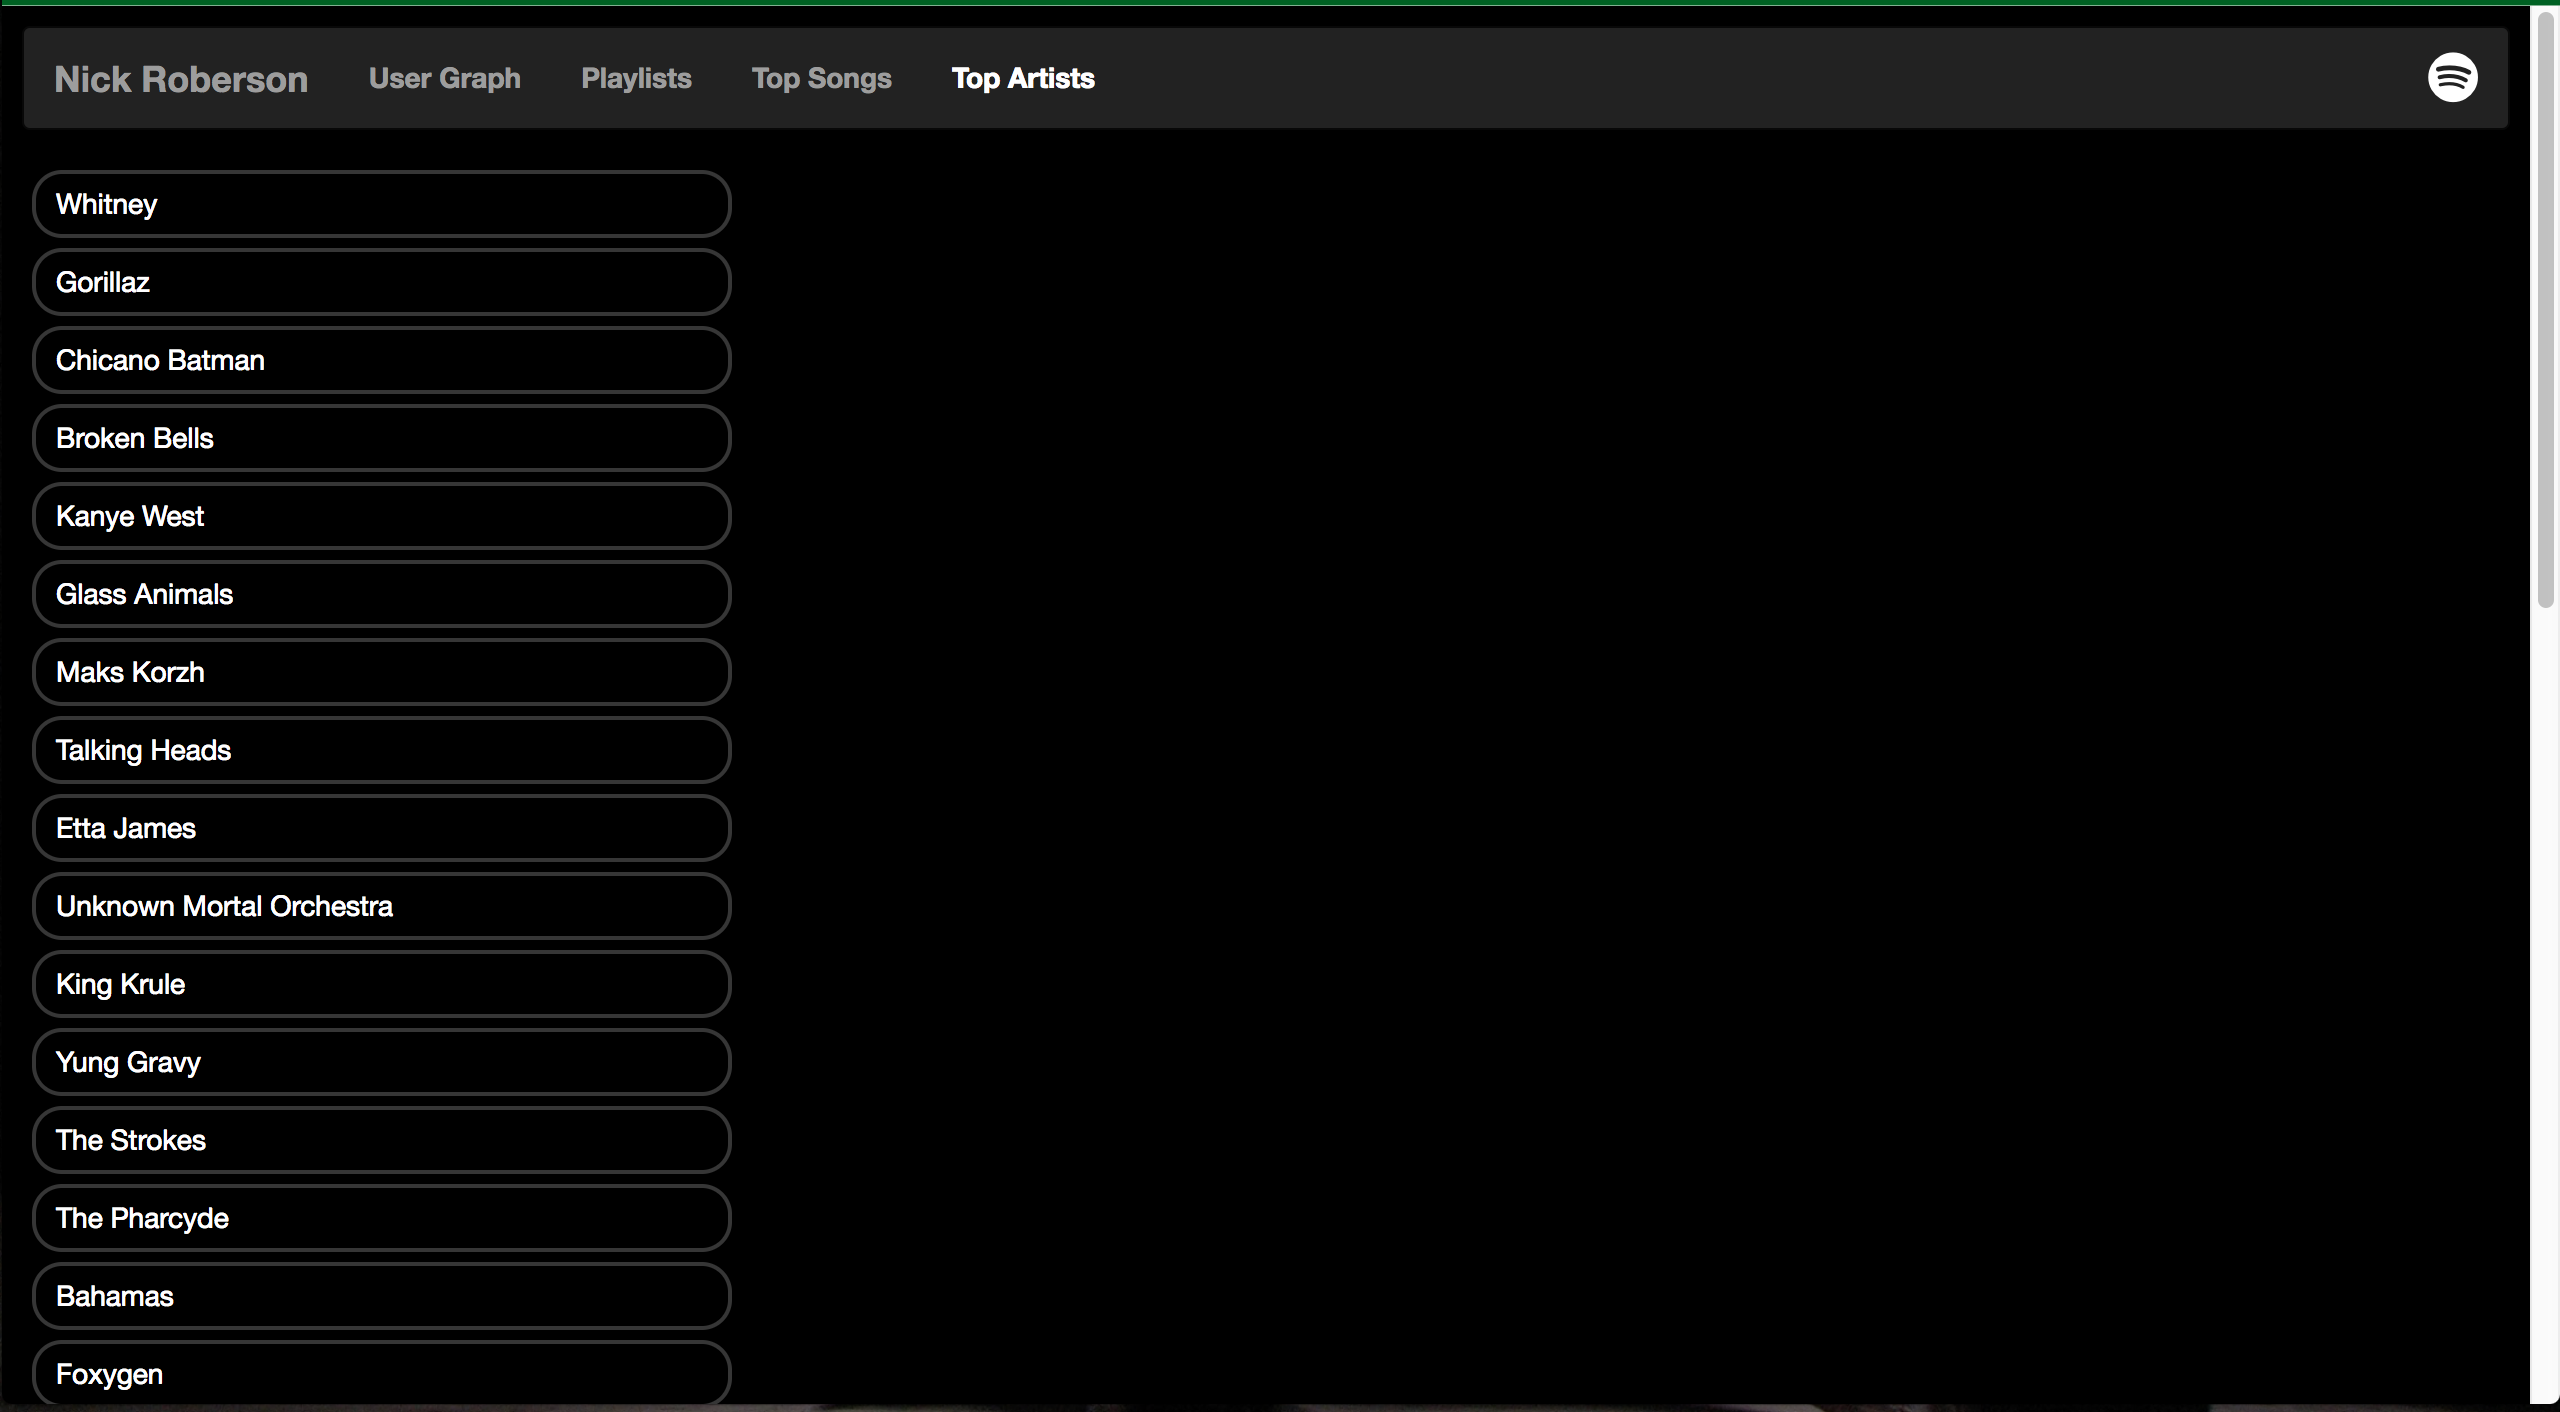 Nick Roberson User Graph Playlists Top Songs Top Artists
Whitney
Gorillaz
Chicano Batman
Broken Bells
Kanye West
Glass Animals
Maks Korzh
Talking Heads
Etta James
Unknown Mortal Orchestra
King Krule
Yung Gravy
The Strokes
The Pharcyde
Bahamas
Foxygen